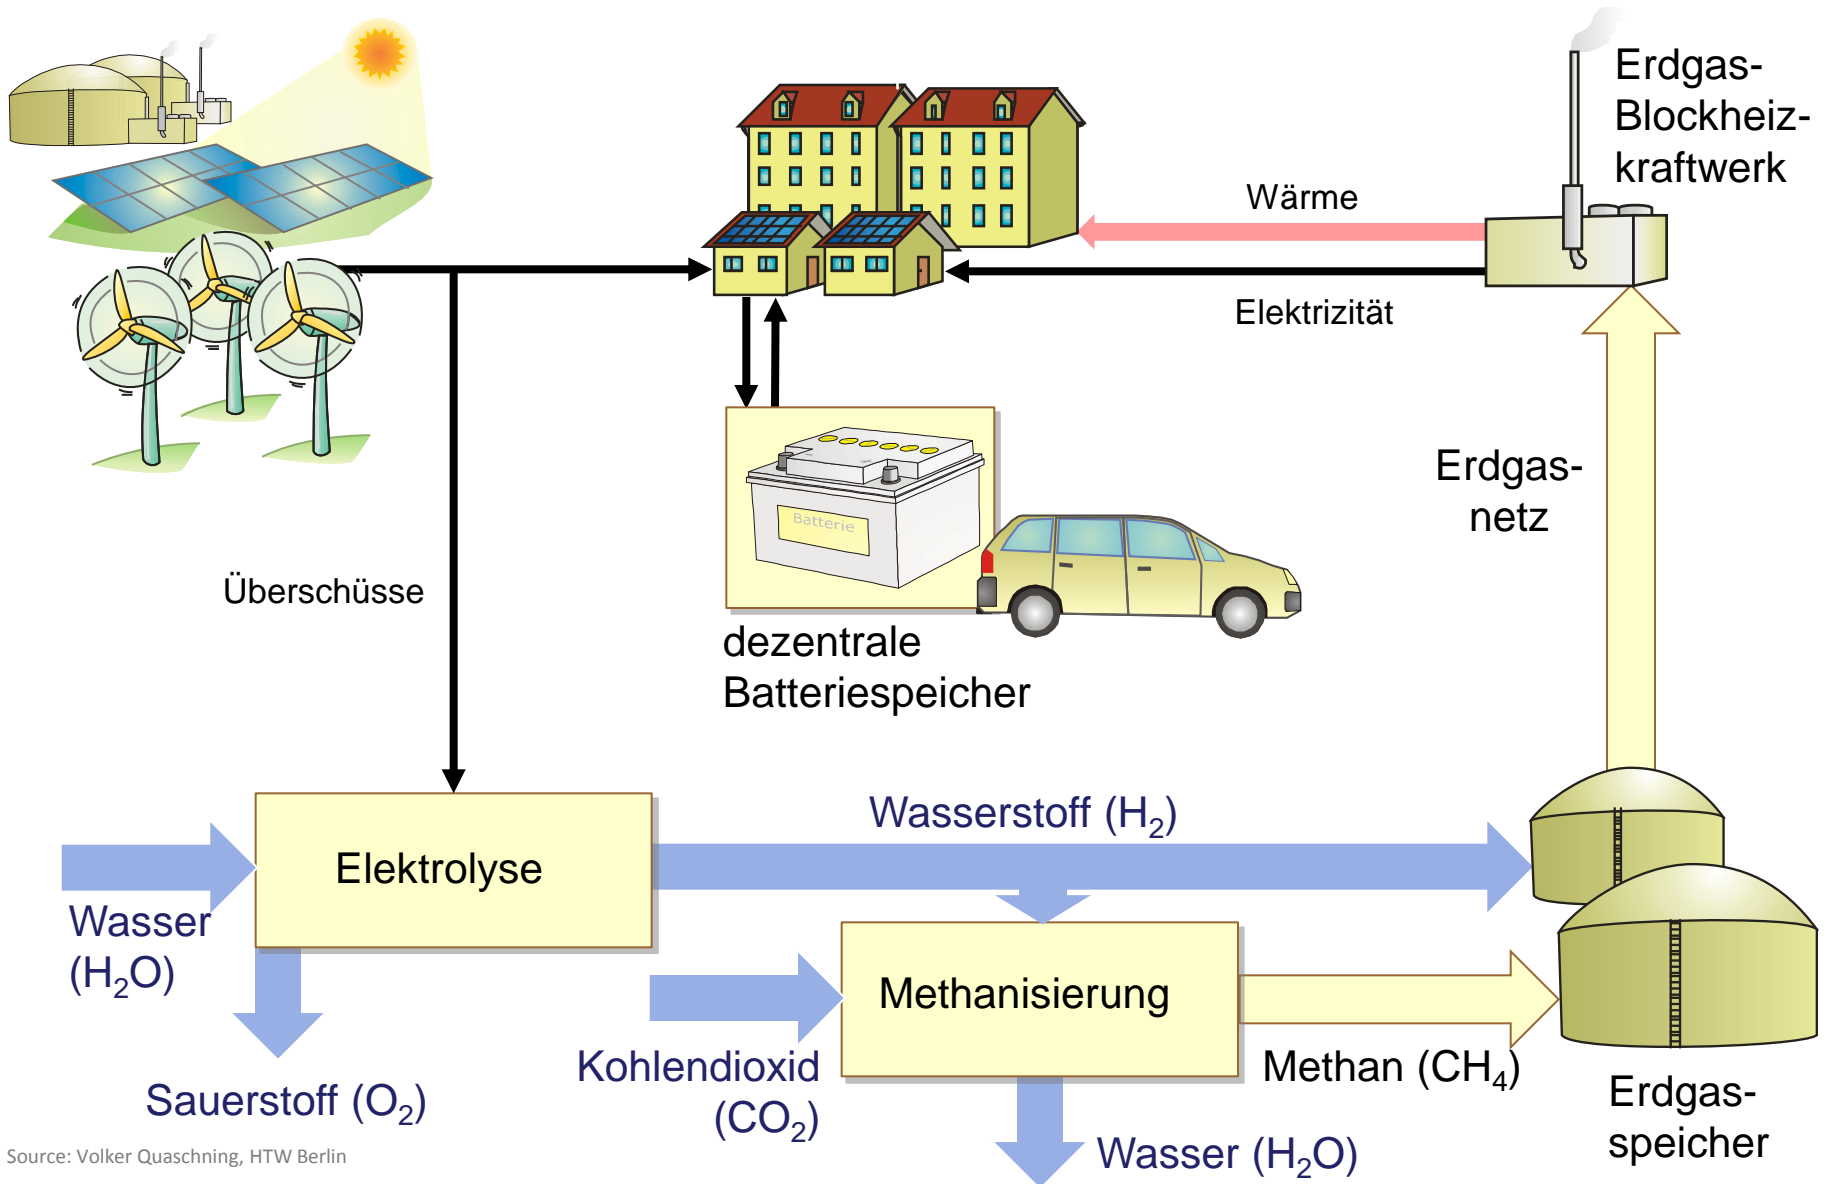 Erdgas-
Blockheiz-
kraftwerk
Wärme
Elektrizität
Erdgas-
netz
Batterie
Überschüsse
dezentrale
Batteriespeicher
Wasserstoff (H₂)
Elektrolyse
Wasser
(H₂O)
Methanisierung
Kohlendioxid
(CO₂)
Methan (CH₄)
Sauerstoff (O₂)
Erdgas-
speicher
Wasser (H₂O)
Source: Volker Quaschning, HTW Berlin